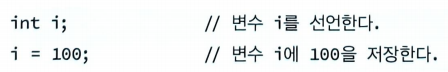 int i; // 변수 i를 선언한다.
i = 100; // 변수 i에 100을 저장한다.